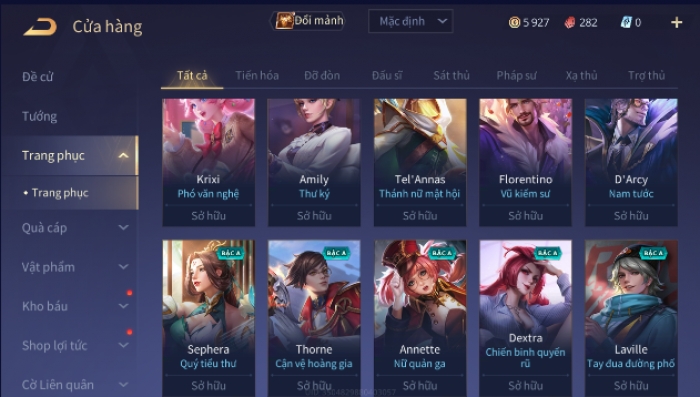 Cửa hàng
Đổi mảnh
Mặc định
5 927
282
0
+
Đề cử
Tướng
Trang phục
• Trang phục
Quà cáp
Vật phẩm
Kho báu
Shop lợi tức
Cờ Liên quân
Tất cả
Tiến hóa
Đỡ đòn
Đấu sĩ
Sát thủ
Pháp sư
Xạ thủ
Trợ thủ
Krixi
Phó văn nghệ
Sở hữu
Amily
Thư ký
Sở hữu
Tel'Annas
Thánh nữ mật hội
Sở hữu
Florentino
Vũ kiếm sư
Sở hữu
D'Arcy
Nam tước
Sở hữu
BẬC A
Sephera
Quý tiểu thư
Sở hữu
BẬC A
Thorne
Cận vệ hoàng gia
Sở hữu
BẬC A
Annette
Nữ quản ga
Sở hữu
BẬC A
Dextra
Chiến binh quyến
rũ
Sở hữu
BẬC A
Laville
Tay đua đường phố
Sở hữu